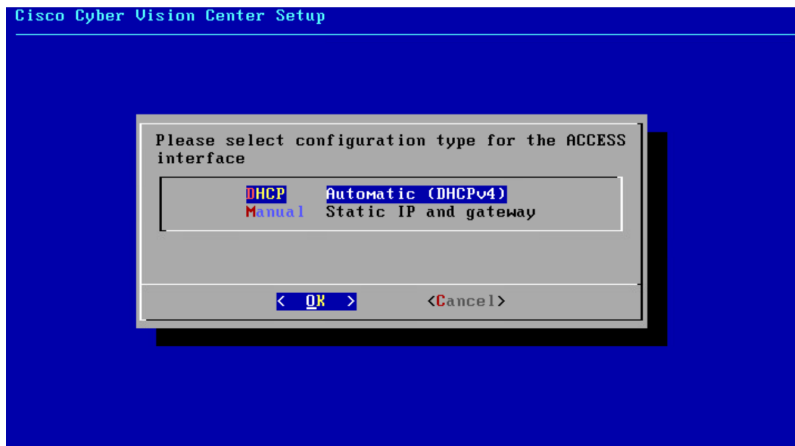 Cisco Cyber Vision Center Setup
Please select configuration type for the ACCESS
interface
DHCP Automatic (DHCPv4)
Manual Static IP and gateway
< OK > <Cancel>